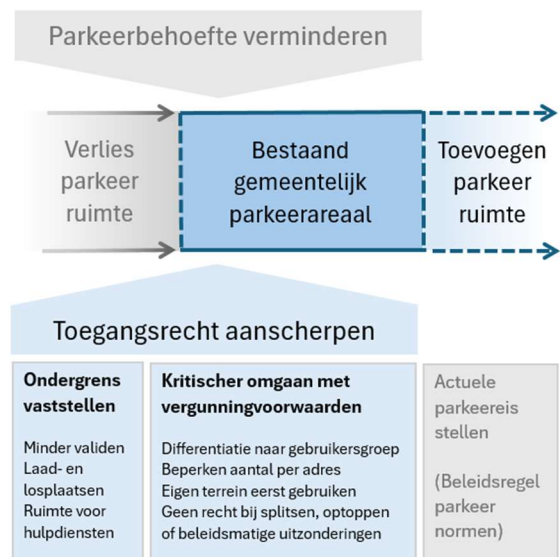 Parkeerbehoefte verminderen
Verlies
parkeer
ruimte
Bestaand
gemeentelijk
parkeerareaal
Toevoegen
parkeer
ruimte
Toegangsrecht aanscherpen
Ondergrens
vaststellen
Minder validen
Laad- en
losplaatsen
Ruimte voor
hulpdiensten
Kritischer omgaan met
vergunningvoorwaarden
Differentiatie naar gebruikersgroep
Beperken aantal per adres
Eigen terrein eerst gebruiken
Geen recht bij splitsen, optoppen
of beleidsmatige uitzonderingen
Actuele
parkeereis
stellen
(Beleidsregel
parkeer
normen)